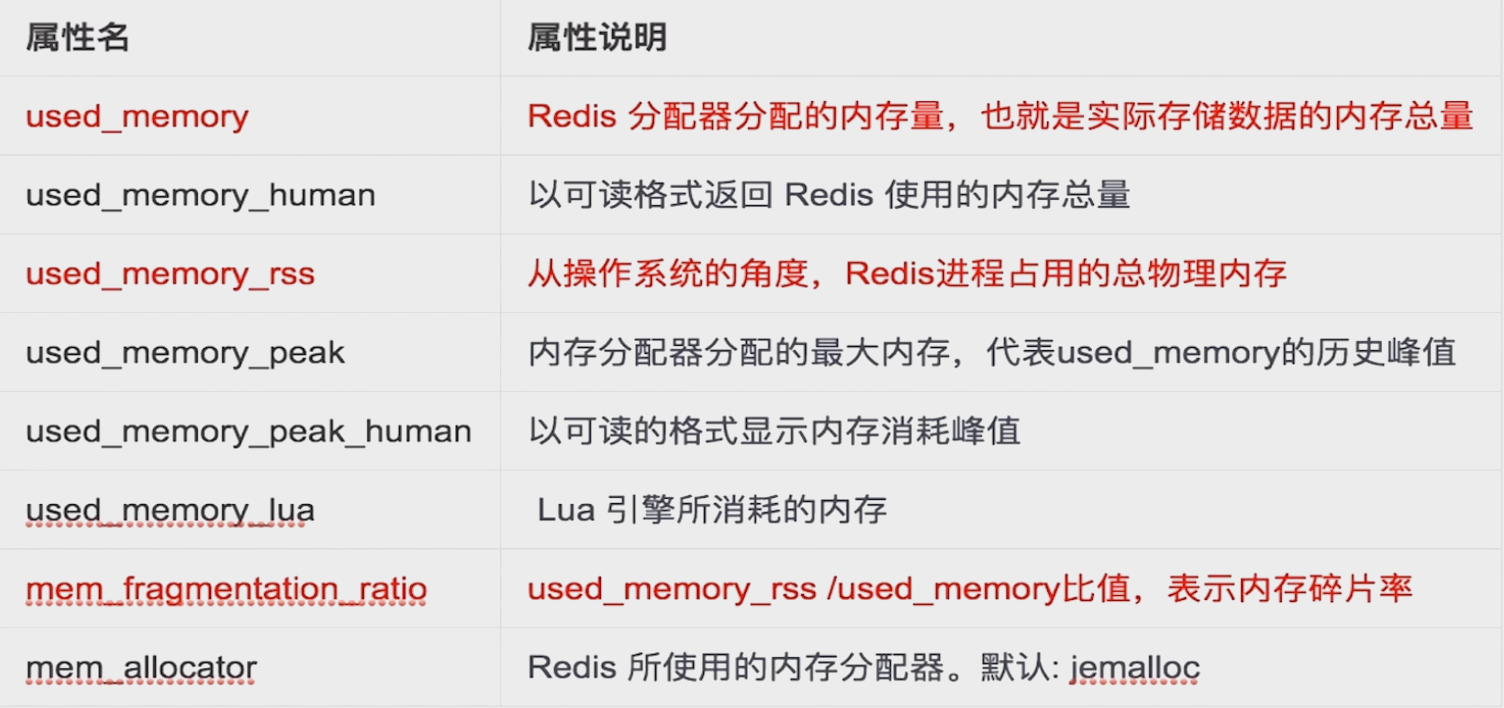 属性名 属性说明
used_memory Redis 分配器分配的内存量，也就是实际存储数据的内存总量
used_memory_human 以可读格式返回 Redis 使用的内存总量
used_memory_rss 从操作系统的角度，Redis进程占用的总物理内存
used_memory_peak 内存分配器分配的最大内存，代表used_memory的历史峰值
used_memory_peak_human 以可读的格式显示内存消耗峰值
used_memory_lua Lua 引擎所消耗的内存
mem_fragmentation_ratio used_memory_rss /used_memory比值，表示内存碎片率
mem_allocator Redis 所使用的内存分配器。默认: jemalloc